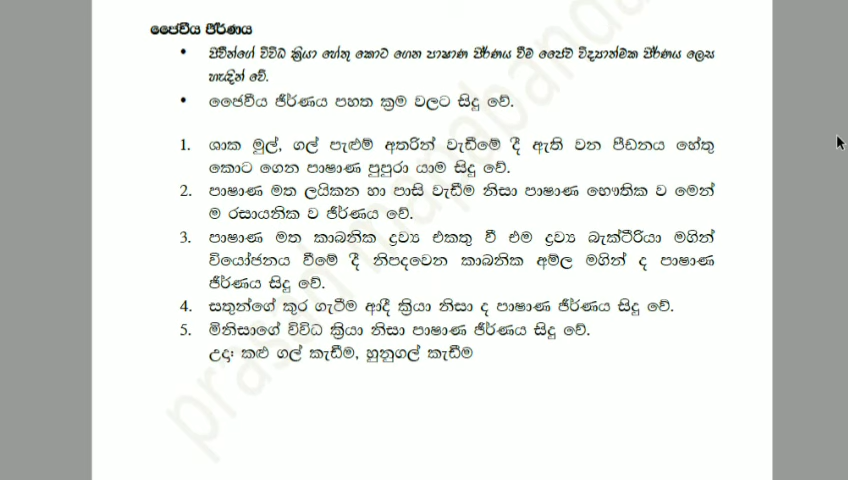 ජෛවීය ජීර්ණය
• ජීවීන්ගේ විවිධ ක්‍රියා හේතු කොට ගෙන පාෂාණ ජීර්ණය වීම ජෛව විද්‍යාත්මක ජීර්ණය ලෙස
හැඳින් වේ.
• ජෛවීය ජීර්ණය පහත ක්‍රම වලට සිදු වේ.
1. ශාක මුල්, ගල් පැළුම් අතරින් වැඩීමේ දී ඇති වන පීඩනය හේතු
කොට ගෙන පාෂාණ පුපුරා යාම සිදු වේ.
2. පාෂාණ මත ලයිකන හා පාසි වැඩීම නිසා පාෂාණ භෞතික ව මෙන්
ම රසායනික ව ජීර්ණය වේ.
3. පාෂාණ මත කාබනික ද්‍රව්‍ය එකතු වී එම ද්‍රව්‍ය බැක්ටීරියා මගින්
වියෝජනය වීමේ දී නිපදවෙන කාබනික අම්ල මගින් ද පාෂාණ
ජීර්ණය සිදු වේ.
4. සතුන්ගේ කුර ගැටීම ආදී ක්‍රියා නිසා ද පාෂාණ ජීර්ණය සිදු වේ.
5. මිනිසාගේ විවිධ ක්‍රියා නිසා පාෂාණ ජීර්ණය සිදු වේ.
උදා: කළු ගල් කැඩීම, හුනුගල් කැඩීම